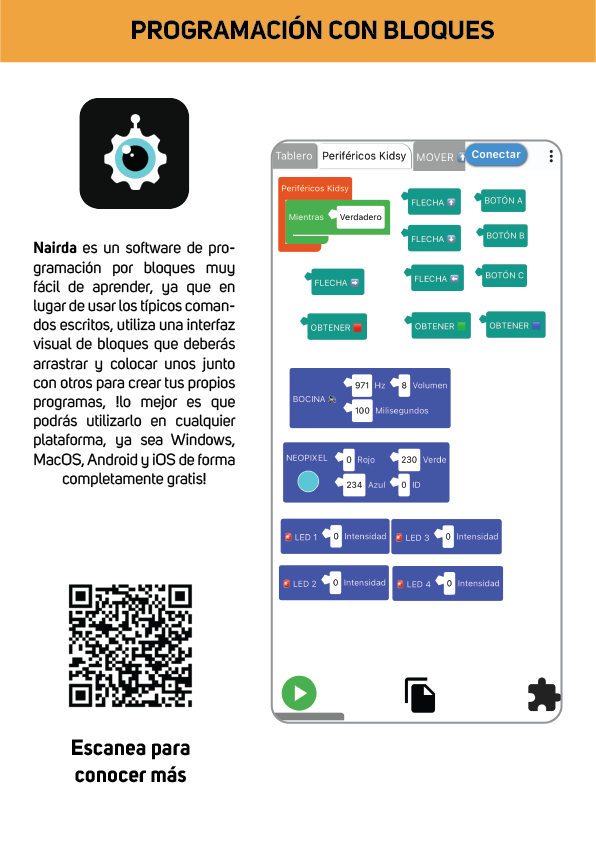 PROGRAMACIÓN CON BLOQUES
Nairda es un software de pro-
gramación por bloques muy
fácil de aprender, ya que en
lugar de usar los típicos coman-
dos escritos, utiliza una interfaz
visual de bloques que deberás
arrastrar y colocar unos junto
con otros para crear tus propios
programas, !lo mejor es que
podrás utilizarlo en cualquier
plataforma, ya sea Windows,
MacOS, Android y iOS de forma
completamente gratis!
Escanea para
conocer más
Tablero Periféricos Kidsy MOVER Conectar
Periféricos Kidsy
Mientras Verdadero
FLECHA BOTÓN A
FLECHA BOTÓN B
FLECHA FLECHA BOTÓN C
OBTENER OBTENER OBTENER
BOCINA 971 Hz 8 Volumen
100 Milisegundos
NEOPIXEL 0 Rojo 230 Verde
234 Azul 0 ID
LED 1 0 Intensidad LED 3 0 Intensidad
LED 2 0 Intensidad LED 4 0 Intensidad